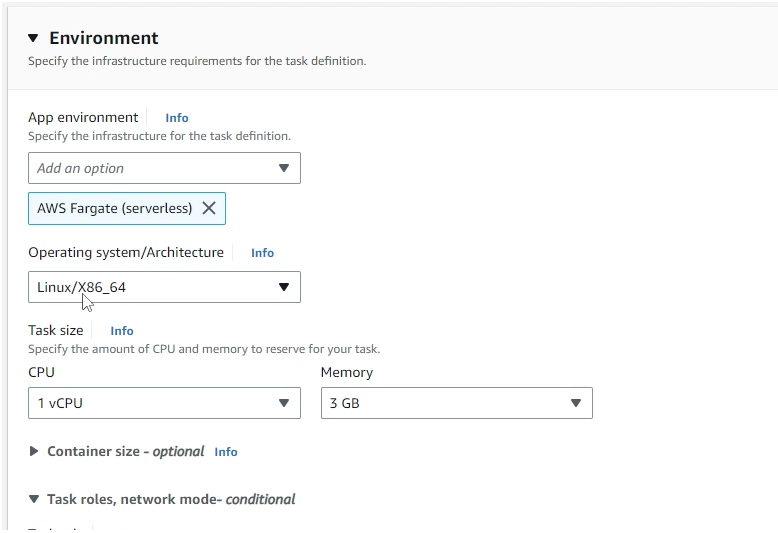 Environment
Specify the infrastructure requirements for the task definition.
App environment Info
Specify the infrastructure for the task definition.
Add an option
AWS Fargate (serverless)
Operating system/Architecture Info
Linux/X86_64
Task size Info
Specify the amount of CPU and memory to reserve for your task.
CPU Memory
1 vCPU 3 GB
Container size - optional Info
Task roles, network mode- conditional